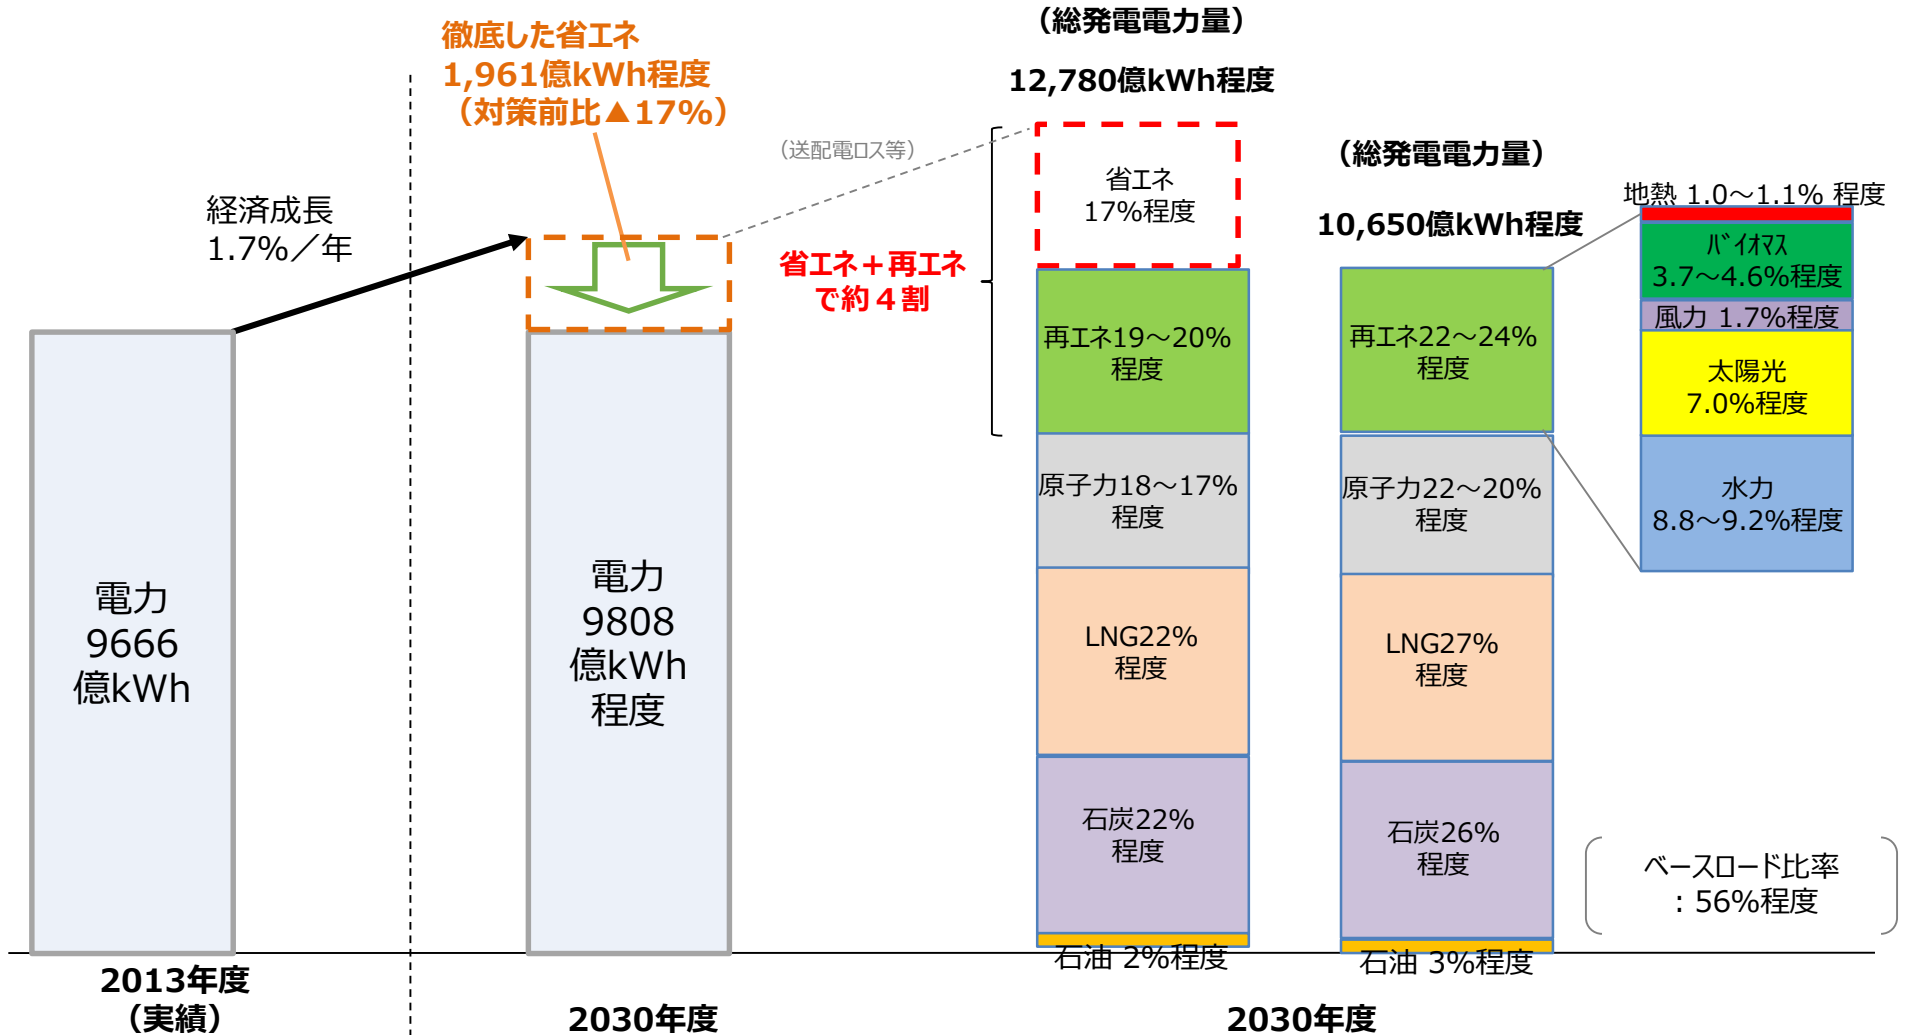 徹底した省エネ
1,961億kWh程度
（対策前比▲17%）
経済成長
1.7%／年
（送配電ロス等）
電力
9666
億kWh
電力
9808
億kWh
程度
（総発電電力量）
12,780億kWh程度
省エネ
17%程度
省エネ＋再エネ
で約４割
再エネ19～20%
程度
原子力18～17%
程度
LNG22%
程度
石炭22%
程度
石油 2%程度
（総発電電力量）
10,650億kWh程度
再エネ22～24%
程度
原子力22～20%
程度
LNG27%
程度
石炭26%
程度
石油 3%程度
地熱 1.0～1.1% 程度
ﾊﾞｲｵﾏｽ
3.7～4.6%程度
風力 1.7%程度
太陽光
7.0%程度
水力
8.8～9.2%程度
ベースロード比率
：56%程度
2013年度
（実績）
2030年度
2030年度